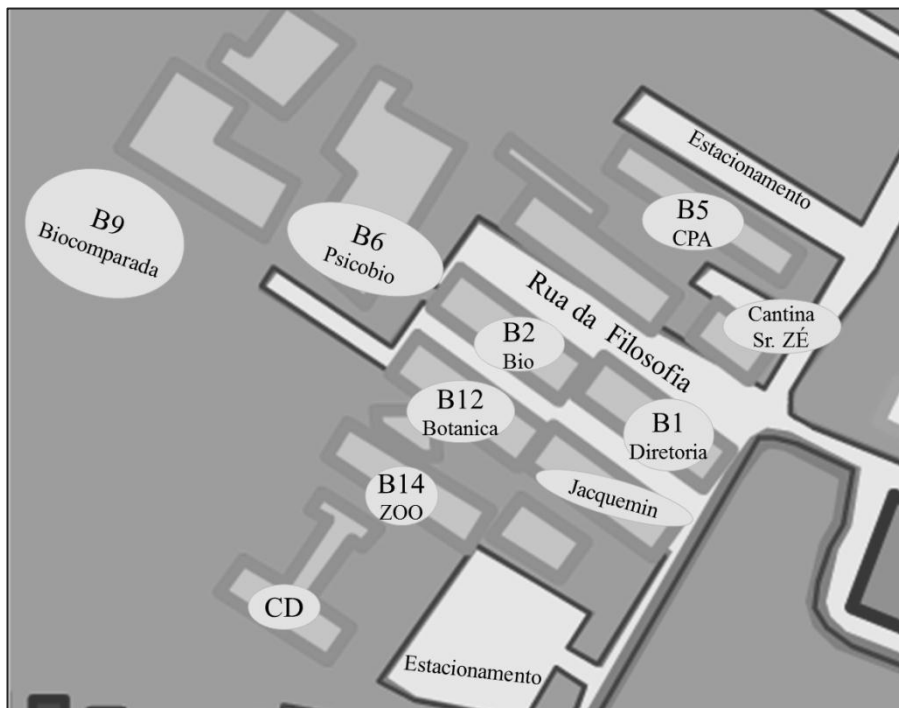 Estacionamento
B5
CPA
B9
Biocomparada
B6
Psicobio
Rua da Filosofia
Cantina
Sr. ZÉ
B2
Bio
B12
Botanica
B1
Diretoria
B14
ZOO
Jacquemin
CD
Estacionamento